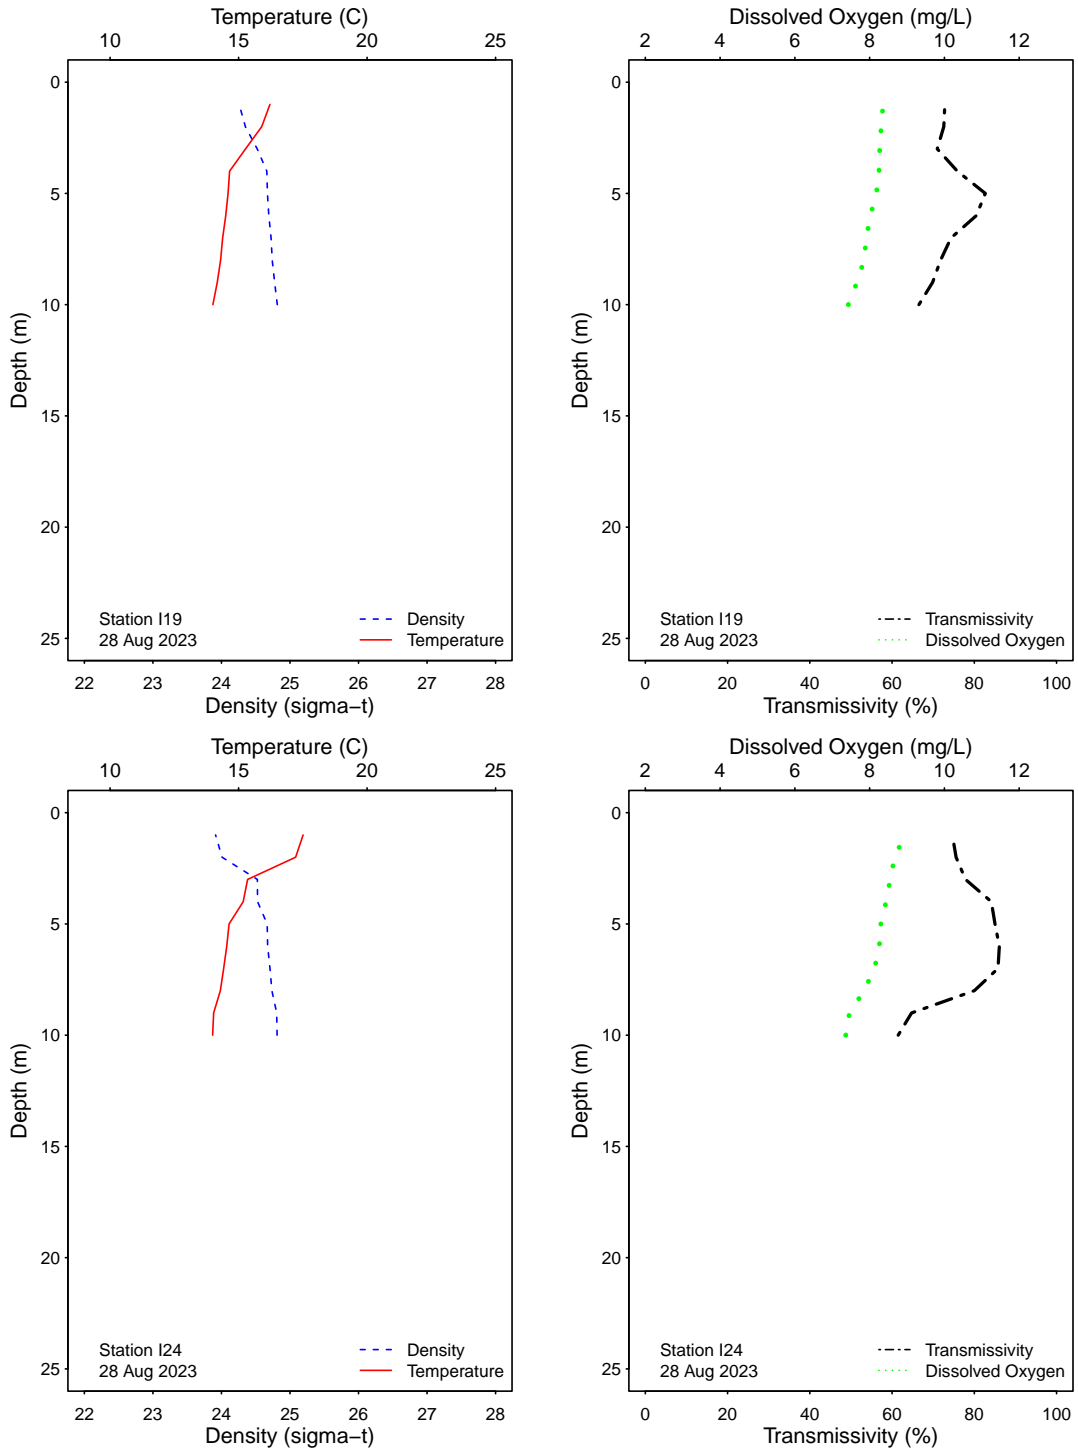 Temperature (C)
10 15 20 25
0
5
10
15
20
25
Depth (m)
Station I19
28 Aug 2023
Density
Temperature
22 23 24 25 26 27 28
Density (sigma−t)
Dissolved Oxygen (mg/L)
2 4 6 8 10 12
0
5
10
15
20
25
Depth (m)
Station I19
28 Aug 2023
Transmissivity
Dissolved Oxygen
0 20 40 60 80 100
Transmissivity (%)
Temperature (C)
10 15 20 25
0
5
10
15
20
25
Depth (m)
Station I24
28 Aug 2023
Density
Temperature
22 23 24 25 26 27 28
Density (sigma−t)
Dissolved Oxygen (mg/L)
2 4 6 8 10 12
0
5
10
15
20
25
Depth (m)
Station I24
28 Aug 2023
Transmissivity
Dissolved Oxygen
0 20 40 60 80 100
Transmissivity (%)